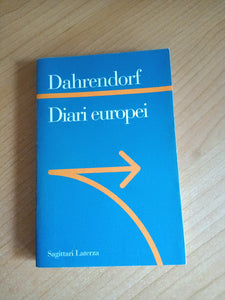 Dahrendorf
Diari europei
Sagittari Laterza